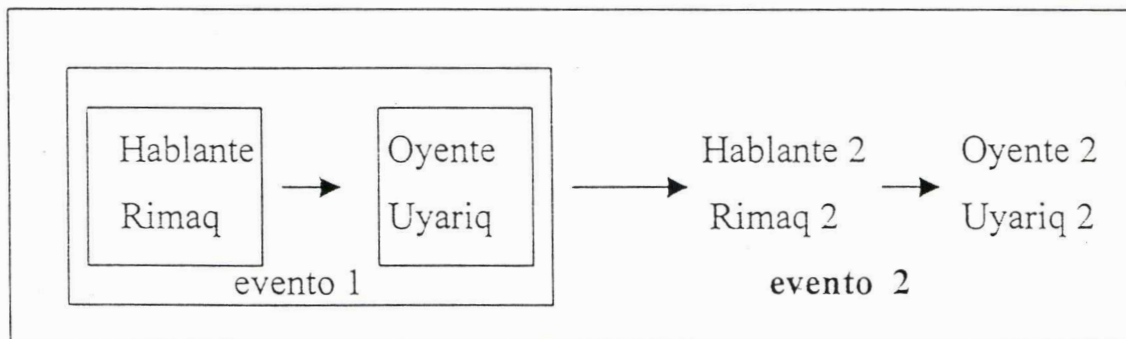 Hablante Oyente Hablante 2 Oyente 2
Rimaq Uyariq Rimaq 2 Uyariq 2
evento 1 evento 2